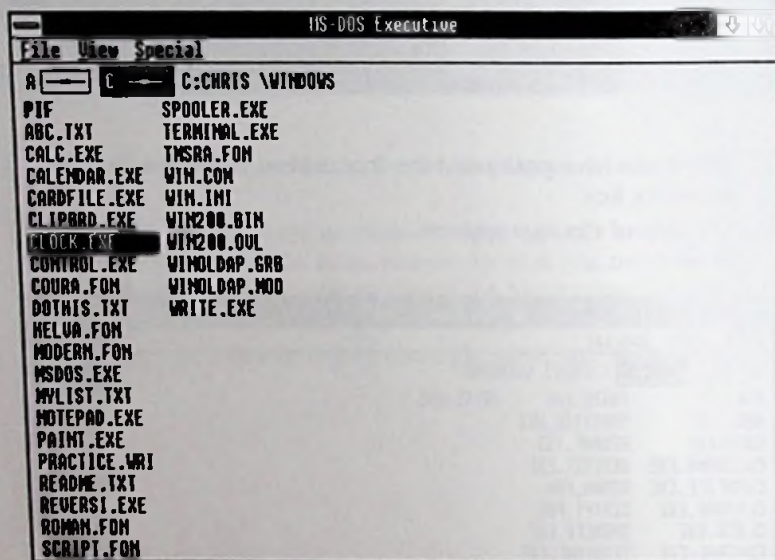 MS-DOS Executive
File View Special
A C C:CHRIS \WINDOWS
PIF SPOOLER.EXE
ABC.TXT TERMINAL.EXE
CALC.EXE TMSRA.FON
CALENDAR.EXE WIN.COM
CARDFILE.EXE WIN.INI
CLIPBRD.EXE WIN200.BIN
CLOCK.EXE WIN200.OVL
CONTROL.EXE WINOLDAP.GRB
COURA.FON WINOLDAP.MOD
DOTHIS.TXT WRITE.EXE
HELVA.FON
MODERN.FON
MSDOS.EXE
MYLIST.TXT
NOTEPAD.EXE
PAINT.EXE
PRACTICE.WRI
README.TXT
REVERSI.EXE
ROMAN.FON
SCRIPT.FON